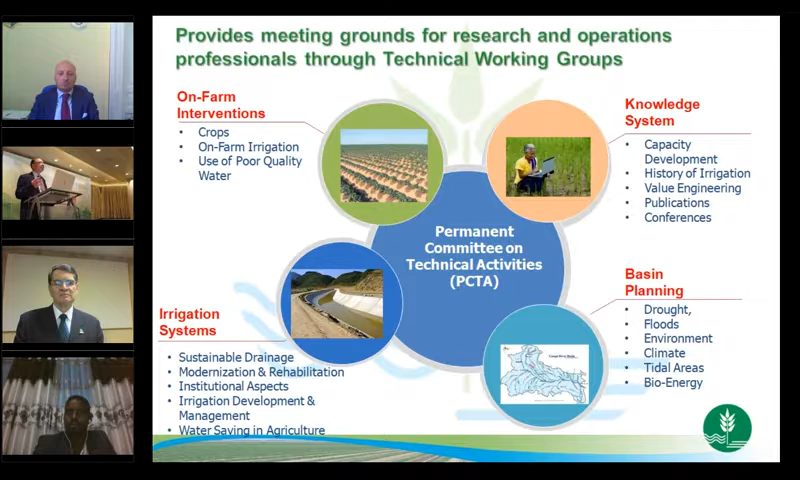 Provides meeting grounds for research and operations
professionals through Technical Working Groups
On-Farm
Interventions
• Crops
• On-Farm Irrigation
• Use of Poor Quality
Water
Knowledge
System
• Capacity
Development
• History of Irrigation
• Value Engineering
• Publications
• Conferences
Permanent
Committee on
Technical Activities
(PCTA)
Irrigation
Systems
• Sustainable Drainage
• Modernization & Rehabilitation
• Institutional Aspects
• Irrigation Development &
Management
• Water Saving in Agriculture
Basin
Planning
• Drought,
• Floods
• Environment
• Climate
• Tidal Areas
• Bio-Energy